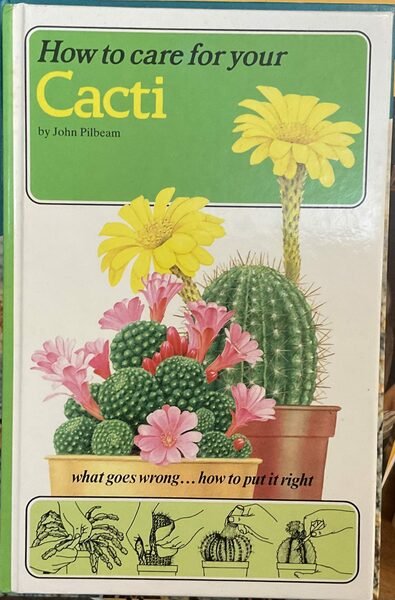 How to care for your
Cacti
by John Pilbeam
what goes wrong... how to put it right